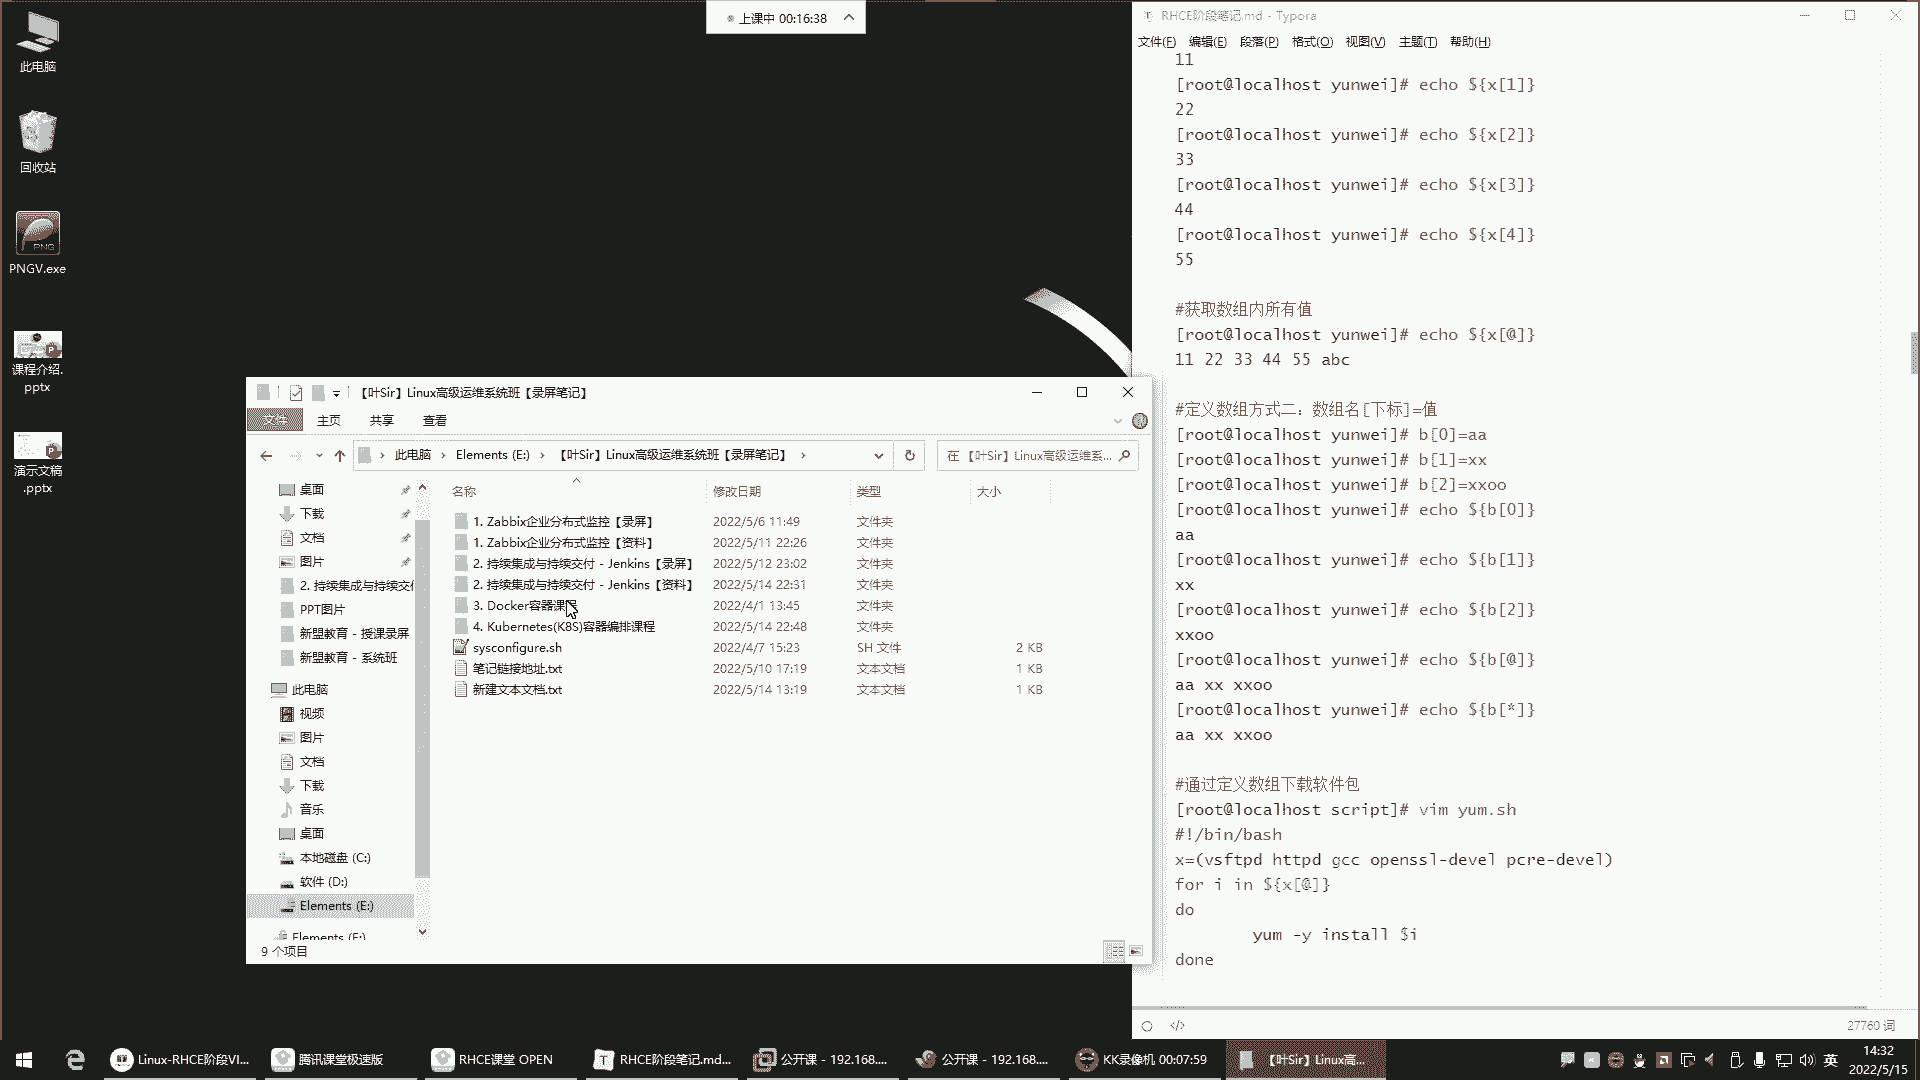 此电脑
回收站
PNG
PNGV.exe
课程介绍.
pptx
演示文稿
.pptx
上课中 00:16:38
RHCE阶段笔记.md - Typora
文件(F) 编辑(E) 段落(P) 格式(O) 视图(V) 主题(T) 帮助(H)
11
[root@localhost yunwei]# echo ${x[1]}
22
[root@localhost yunwei]# echo ${x[2]}
33
[root@localhost yunwei]# echo ${x[3]}
44
[root@localhost yunwei]# echo ${x[4]}
55
#获取数组内所有值
[root@localhost yunwei]# echo ${x[@]}
11 22 33 44 55 abc
#定义数组方式二：数组名[下标]=值
[root@localhost yunwei]# b[0]=aa
[root@localhost yunwei]# b[1]=xx
[root@localhost yunwei]# b[2]=xxoo
[root@localhost yunwei]# echo ${b[0]}
aa
[root@localhost yunwei]# echo ${b[1]}
xx
[root@localhost yunwei]# echo ${b[2]}
xxoo
[root@localhost yunwei]# echo ${b[@]}
aa xx xxoo
[root@localhost yunwei]# echo ${b[*]}
aa xx xxoo
#通过定义数组下载软件包
[root@localhost script]# vim yum.sh
#!/bin/bash
x=(vsftpd httpd gcc openssl-devel pcre-devel)
for i in ${x[@]}
do
yum -y install $i
done
27760 词
【叶Sir】Linux高级运维系统班【录屏笔记】
文件 主页 共享 查看
此电脑 Elements (E:) 【叶Sir】Linux高级运维系统班【录屏笔记】
在 【叶Sir】Linux高级运维系...
桌面
下载
文档
图片
2. 持续集成与持续交付
PPT图片
新盟教育 - 授课录屏
新盟教育 - 系统班
此电脑
视频
图片
文档
下载
音乐
桌面
本地磁盘 (C:)
软件 (D:)
Elements (E:)
Elements (E:)
名称 修改日期 类型 大小
1. Zabbix企业分布式监控【录屏】 2022/5/6 11:49 文件夹
1. Zabbix企业分布式监控【资料】 2022/5/11 22:26 文件夹
2. 持续集成与持续交付 - Jenkins【录屏】 2022/5/12 23:02 文件夹
2. 持续集成与持续交付 - Jenkins【资料】 2022/5/14 22:31 文件夹
3. Docker容器课程 2022/4/1 13:45 文件夹
4. Kubernetes(K8S)容器编排课程 2022/5/14 22:48 文件夹
sysconfigure.sh 2022/4/7 15:23 SH 文件 2 KB
笔记链接地址.txt 2022/5/10 17:19 文本文档 1 KB
新建文本文档.txt 2022/5/14 13:19 文本文档 1 KB
9 个项目
Linux-RHCE阶段VI...
腾讯课堂极速版
RHCE课堂 OPEN
RHCE阶段笔记.md...
公开课 - 192.168....
公开课 - 192.168....
KK录像机 00:07:59
【叶Sir】Linux高...
英
14:32
2022/5/15